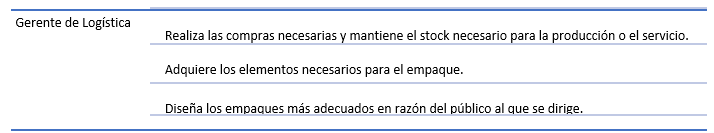 Gerente de Logística
Realiza las compras necesarias y mantiene el stock necesario para la producción o el servicio.
Adquiere los elementos necesarios para el empaque.
Diseña los empaques más adecuados en razón del público al que se dirige.